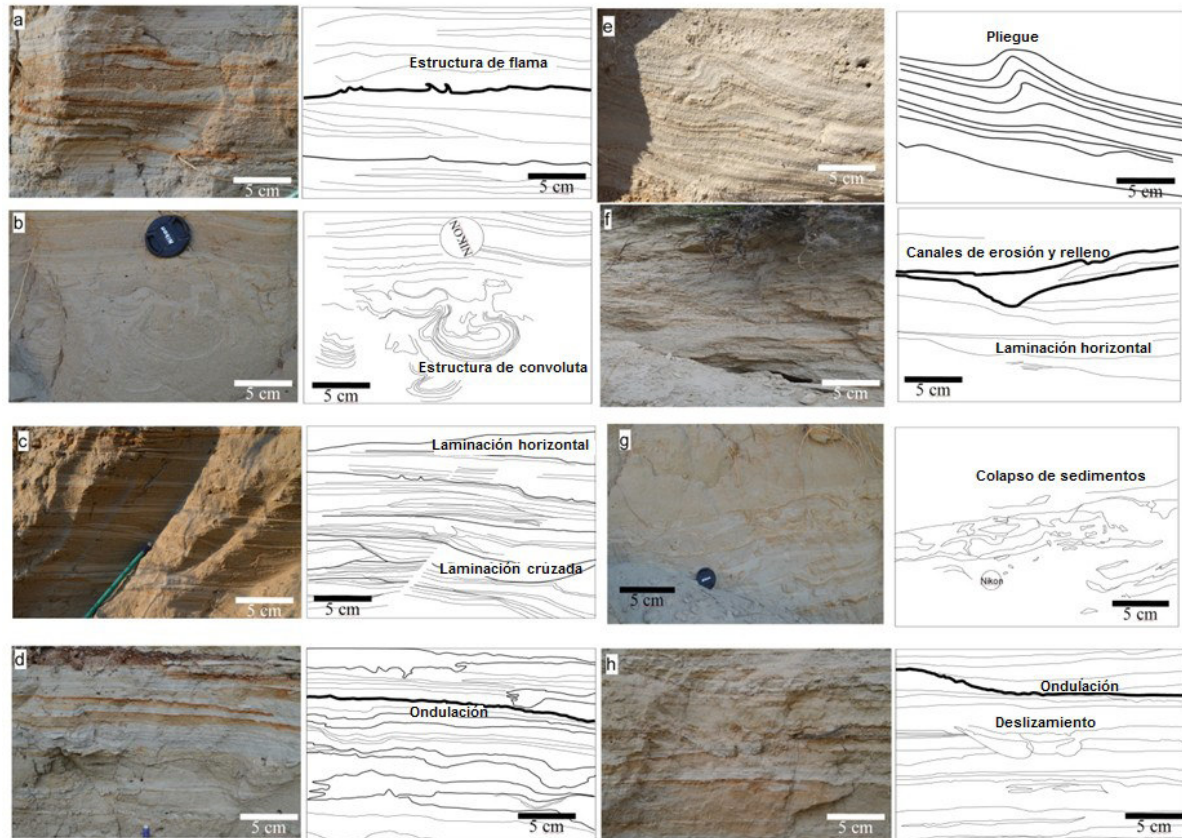 a
5 cm
Estructura de flama
5 cm
b
Nikon
5 cm
NIKON
Estructura de convoluta
5 cm
c
5 cm
Laminación horizontal
Laminación cruzada
5 cm
d
5 cm
Ondulación
5 cm
e
5 cm
Pliegue
5 cm
f
5 cm
Canales de erosión y relleno
Laminación horizontal
5 cm
g
5 cm
Colapso de sedimentos
Nikon
5 cm
h
5 cm
Ondulación
Deslizamiento
5 cm